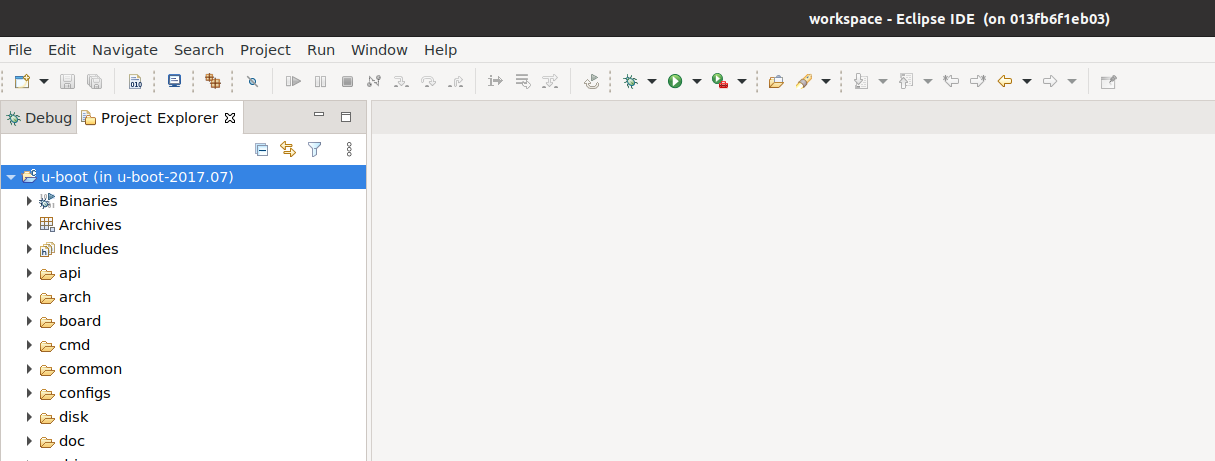 workspace - Eclipse IDE (on 013fb6f1eb03)
File Edit Navigate Search Project Run Window Help
Debug Project Explorer
u-boot (in u-boot-2017.07)
Binaries
Archives
Includes
api
arch
board
cmd
common
configs
disk
doc